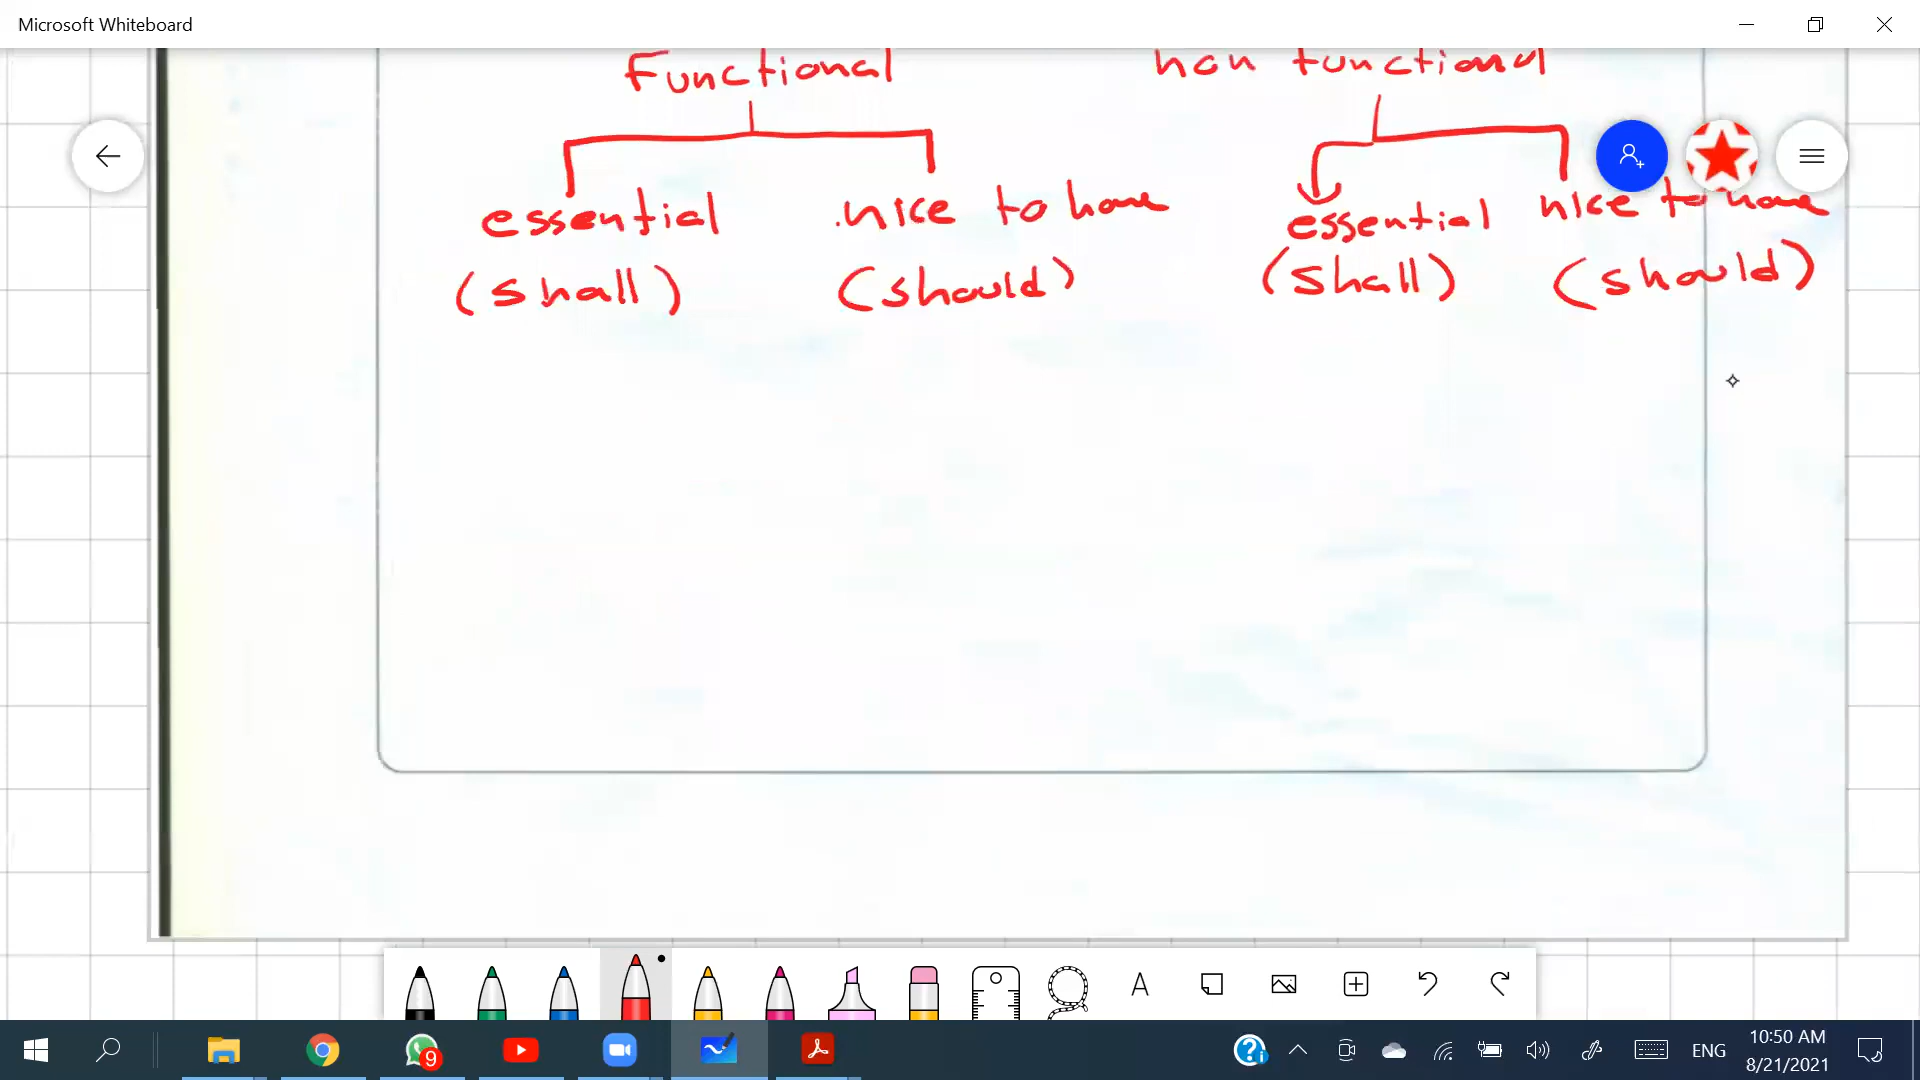 Microsoft Whiteboard
Functional
non functional
essential
nice to have
essential
nice to have
(shall)
(should)
(shall)
(should)
A
9
ENG
10:50 AM
8/21/2021